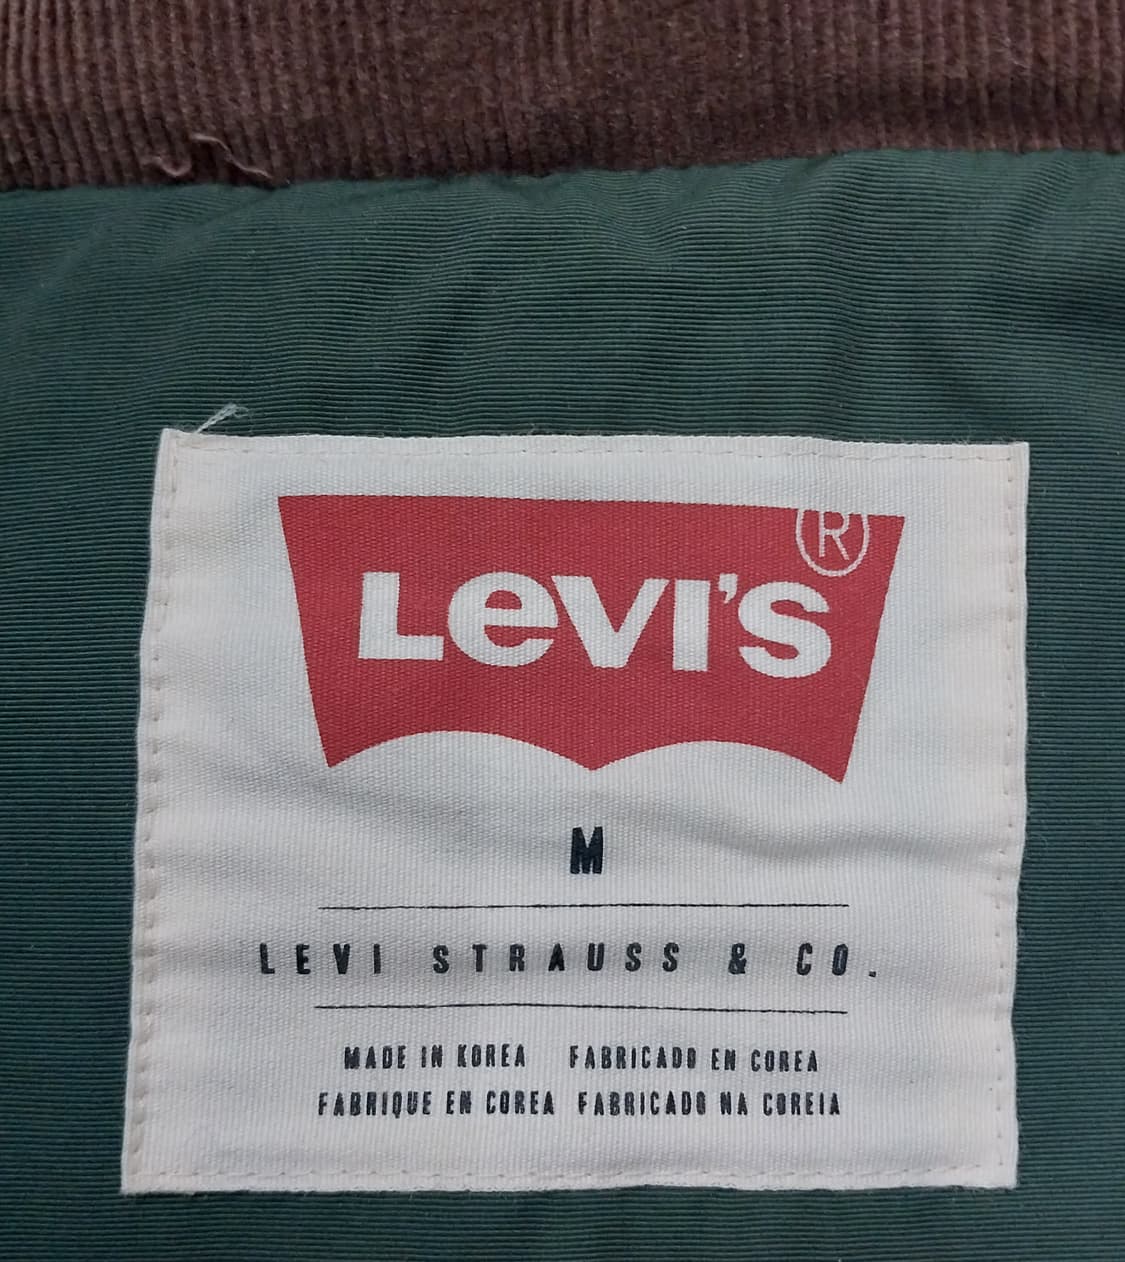 LEVI'S®
M
LEVI STRAUSS & CO.
MADE IN KOREA FABRICADO EN COREA
FABRIQUE EN COREA FABRICADO NA COREIA